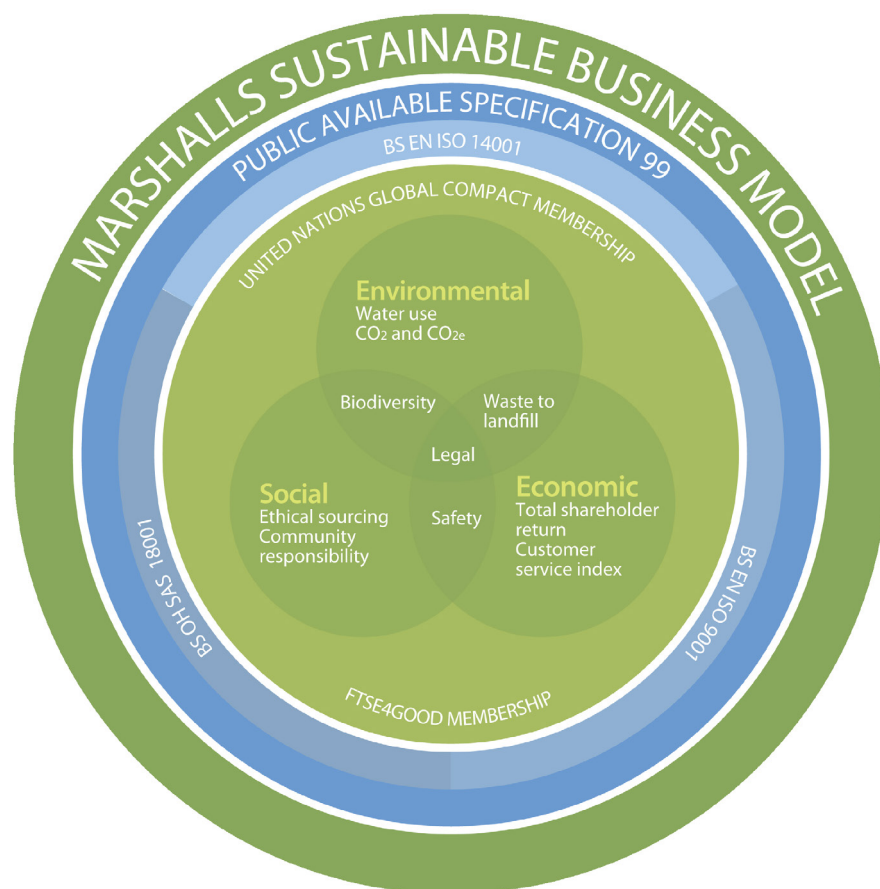 MARSHALLS SUSTAINABLE BUSINESS MODEL
PUBLIC AVAILABLE SPECIFICATION 99
BS EN ISO 14001
UNITED NATIONS GLOBAL COMPACT MEMBERSHIP
Environmental
Water use
CO2 and CO2e
Biodiversity
Waste to
landfill
Legal
Social
Ethical sourcing
Community
responsibility
Safety
Economic
Total shareholder
return
Customer
service index
BS OH SAS 18001
BS EN ISO 9001
FTSE4GOOD MEMBERSHIP